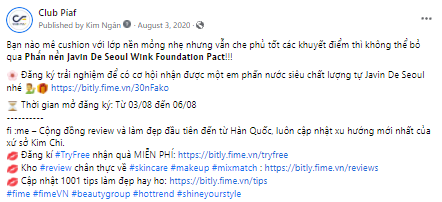 Club Piaf
Published by Kim Ngân · August 3, 2020 ·
Bạn nào mê cushion với lớp nền mỏng nhẹ nhưng vẫn che phủ tốt các khuyết điểm thì không thể bỏ
qua Phấn nền Javin De Seoul Wink Foundation Pact!!!
Đăng ký trải nghiệm để có cơ hội nhận được một em phấn nước siêu chất lượng tự Javin De Seoul
nhé https://bitly.fime.vn/30nFako
Thời gian mở đăng ký: Từ 03/08 đến 06/08
----------
fi :me – Cộng đồng review và làm đẹp đầu tiên đến từ Hàn Quốc, luôn cập nhật xu hướng mới nhất của
xứ sở Kim Chi.
Đăng kí #TryFree nhận quà MIỄN PHÍ: https://bitly.fime.vn/tryfree
Kho #review chân thực về #skincare #makeup #mixmatch : https://bitly.fime.vn/reviews
Cập nhật 1001 tips làm đẹp hay ho: https://bitly.fime.vn/tips
#fime #fimeVN #beautygroup #hottrend #shineyourstyle